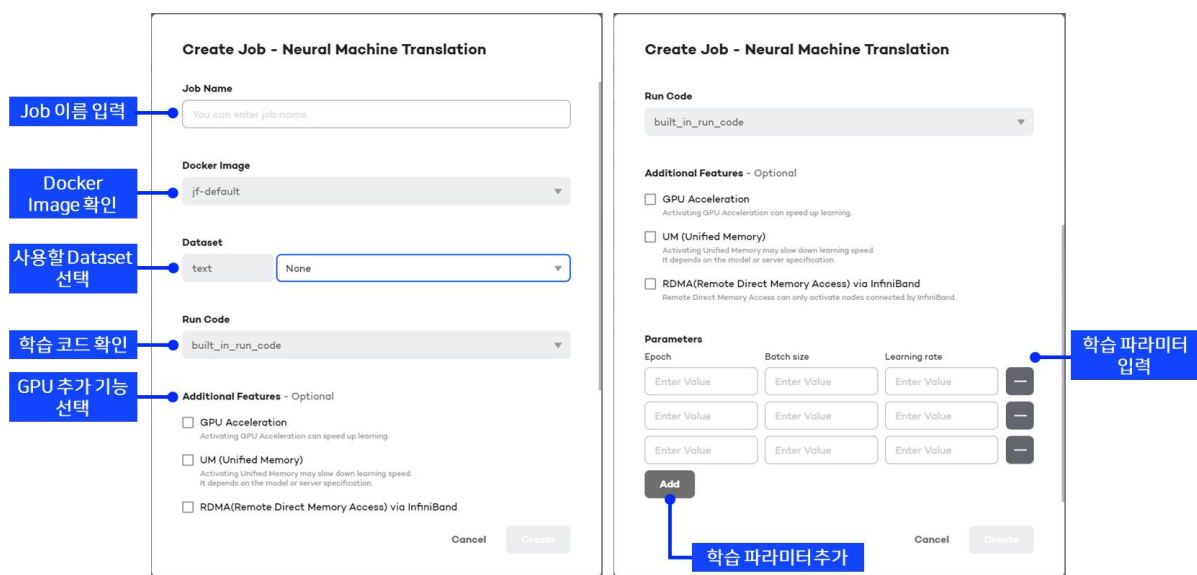 Create Job - Neural Machine Translation
Job Name
Job 이름 입력
You can enter job name.
Docker Image
Docker
Image 확인
jf-default
Dataset
사용할 Dataset
선택
text
None
Run Code
학습 코드 확인
built_in_run_code
GPU 추가 기능
선택
Additional Features - Optional
GPU Acceleration
Activating GPU Acceleration can speed up learning.
UM (Unified Memory)
Activating Unified Memory may slow down learning speed.
It depends on the model or server specification.
RDMA(Remote Direct Memory Access) via InfiniBand
Cancel
Create
Create Job - Neural Machine Translation
Run Code
built_in_run_code
Additional Features - Optional
GPU Acceleration
Activating GPU Acceleration can speed up learning.
UM (Unified Memory)
Activating Unified Memory may slow down learning speed.
It depends on the model or server specification.
RDMA(Remote Direct Memory Access) via InfiniBand
Remote Direct Memory Access can only activate nodes connected by InfiniBand.
Parameters
Epoch Batch size Learning rate
학습 파라미터
입력
Enter Value Enter Value Enter Value
Enter Value Enter Value Enter Value
Enter Value Enter Value Enter Value
Add
학습 파라미터 추가
Cancel
Create